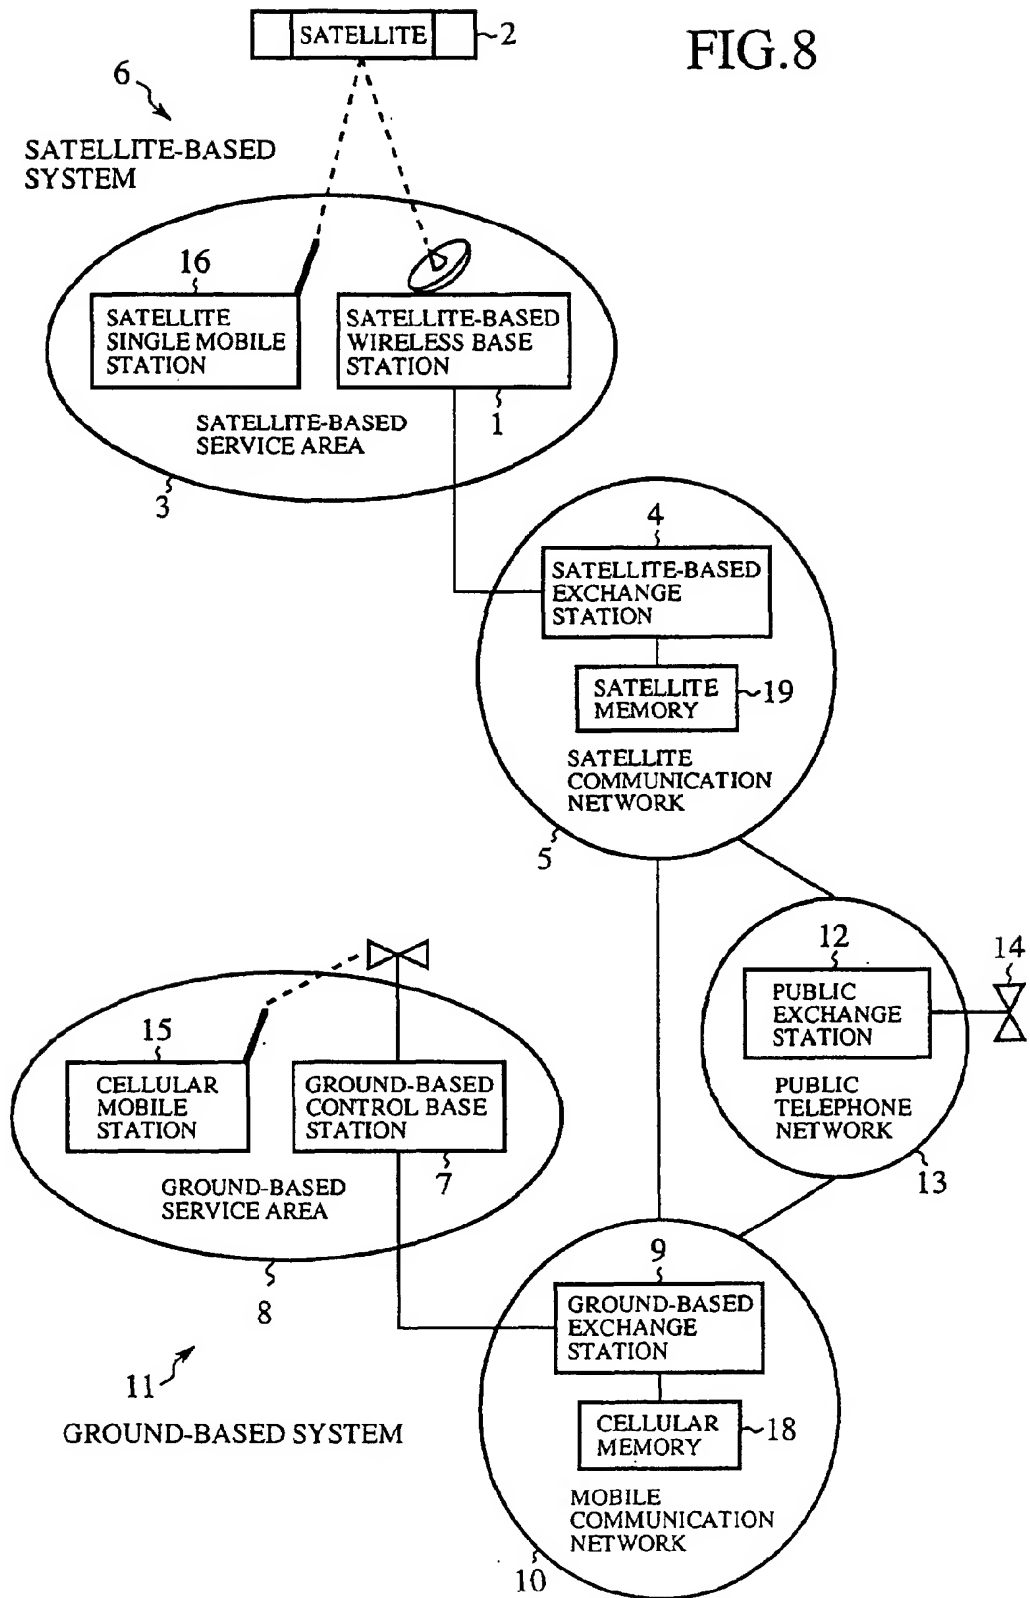 SATELLITE
2
FIG.8
6
SATELLITE-BASED
SYSTEM
16
SATELLITE
SINGLE MOBILE
STATION
SATELLITE-BASED
WIRELESS BASE
STATION
1
SATELLITE-BASED
SERVICE AREA
3
4
SATELLITE-BASED
EXCHANGE
STATION
SATELLITE
MEMORY
19
SATELLITE
COMMUNICATION
NETWORK
5
12
14
PUBLIC
EXCHANGE
STATION
PUBLIC
TELEPHONE
NETWORK
13
15
CELLULAR
MOBILE
STATION
GROUND-BASED
CONTROL BASE
STATION
7
GROUND-BASED
SERVICE AREA
8
9
GROUND-BASED
EXCHANGE
STATION
11
GROUND-BASED SYSTEM
CELLULAR
MEMORY
18
MOBILE
COMMUNICATION
NETWORK
10